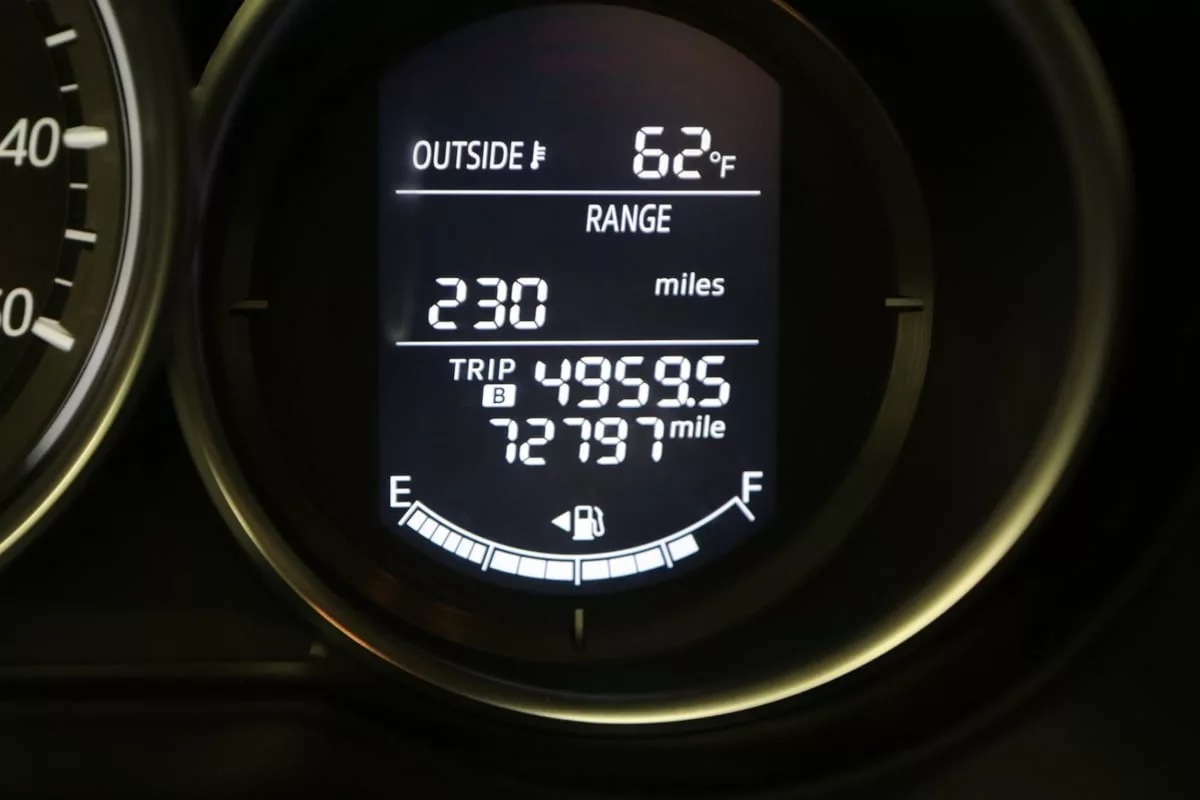 40
OUTSIDE 62°F
RANGE
230 miles
TRIP B 4959.5
72797 mile
E F